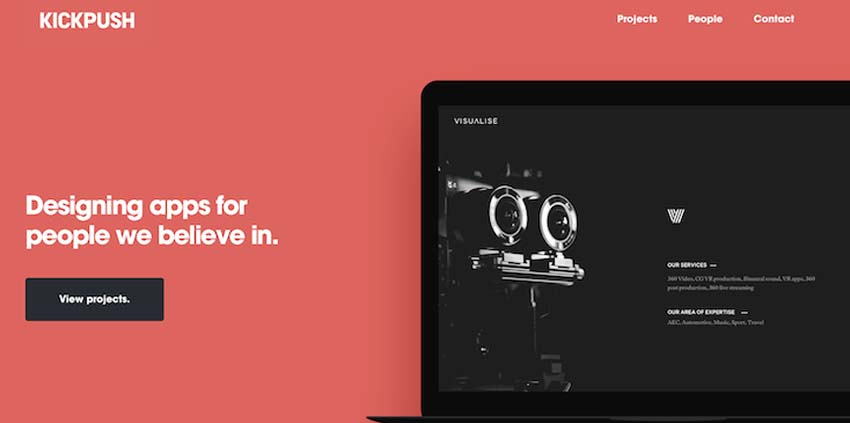 KICKPUSH
Projects People Contact
Designing apps for
people we believe in.
View projects.
VISUALISE
OUR SERVICES —
360 Video, CG VR production, Binaural sound, VR apps, 360
post production, 360 live streaming
OUR AREA OF EXPERTISE —
AEC, Automotive, Music, Sport, Travel